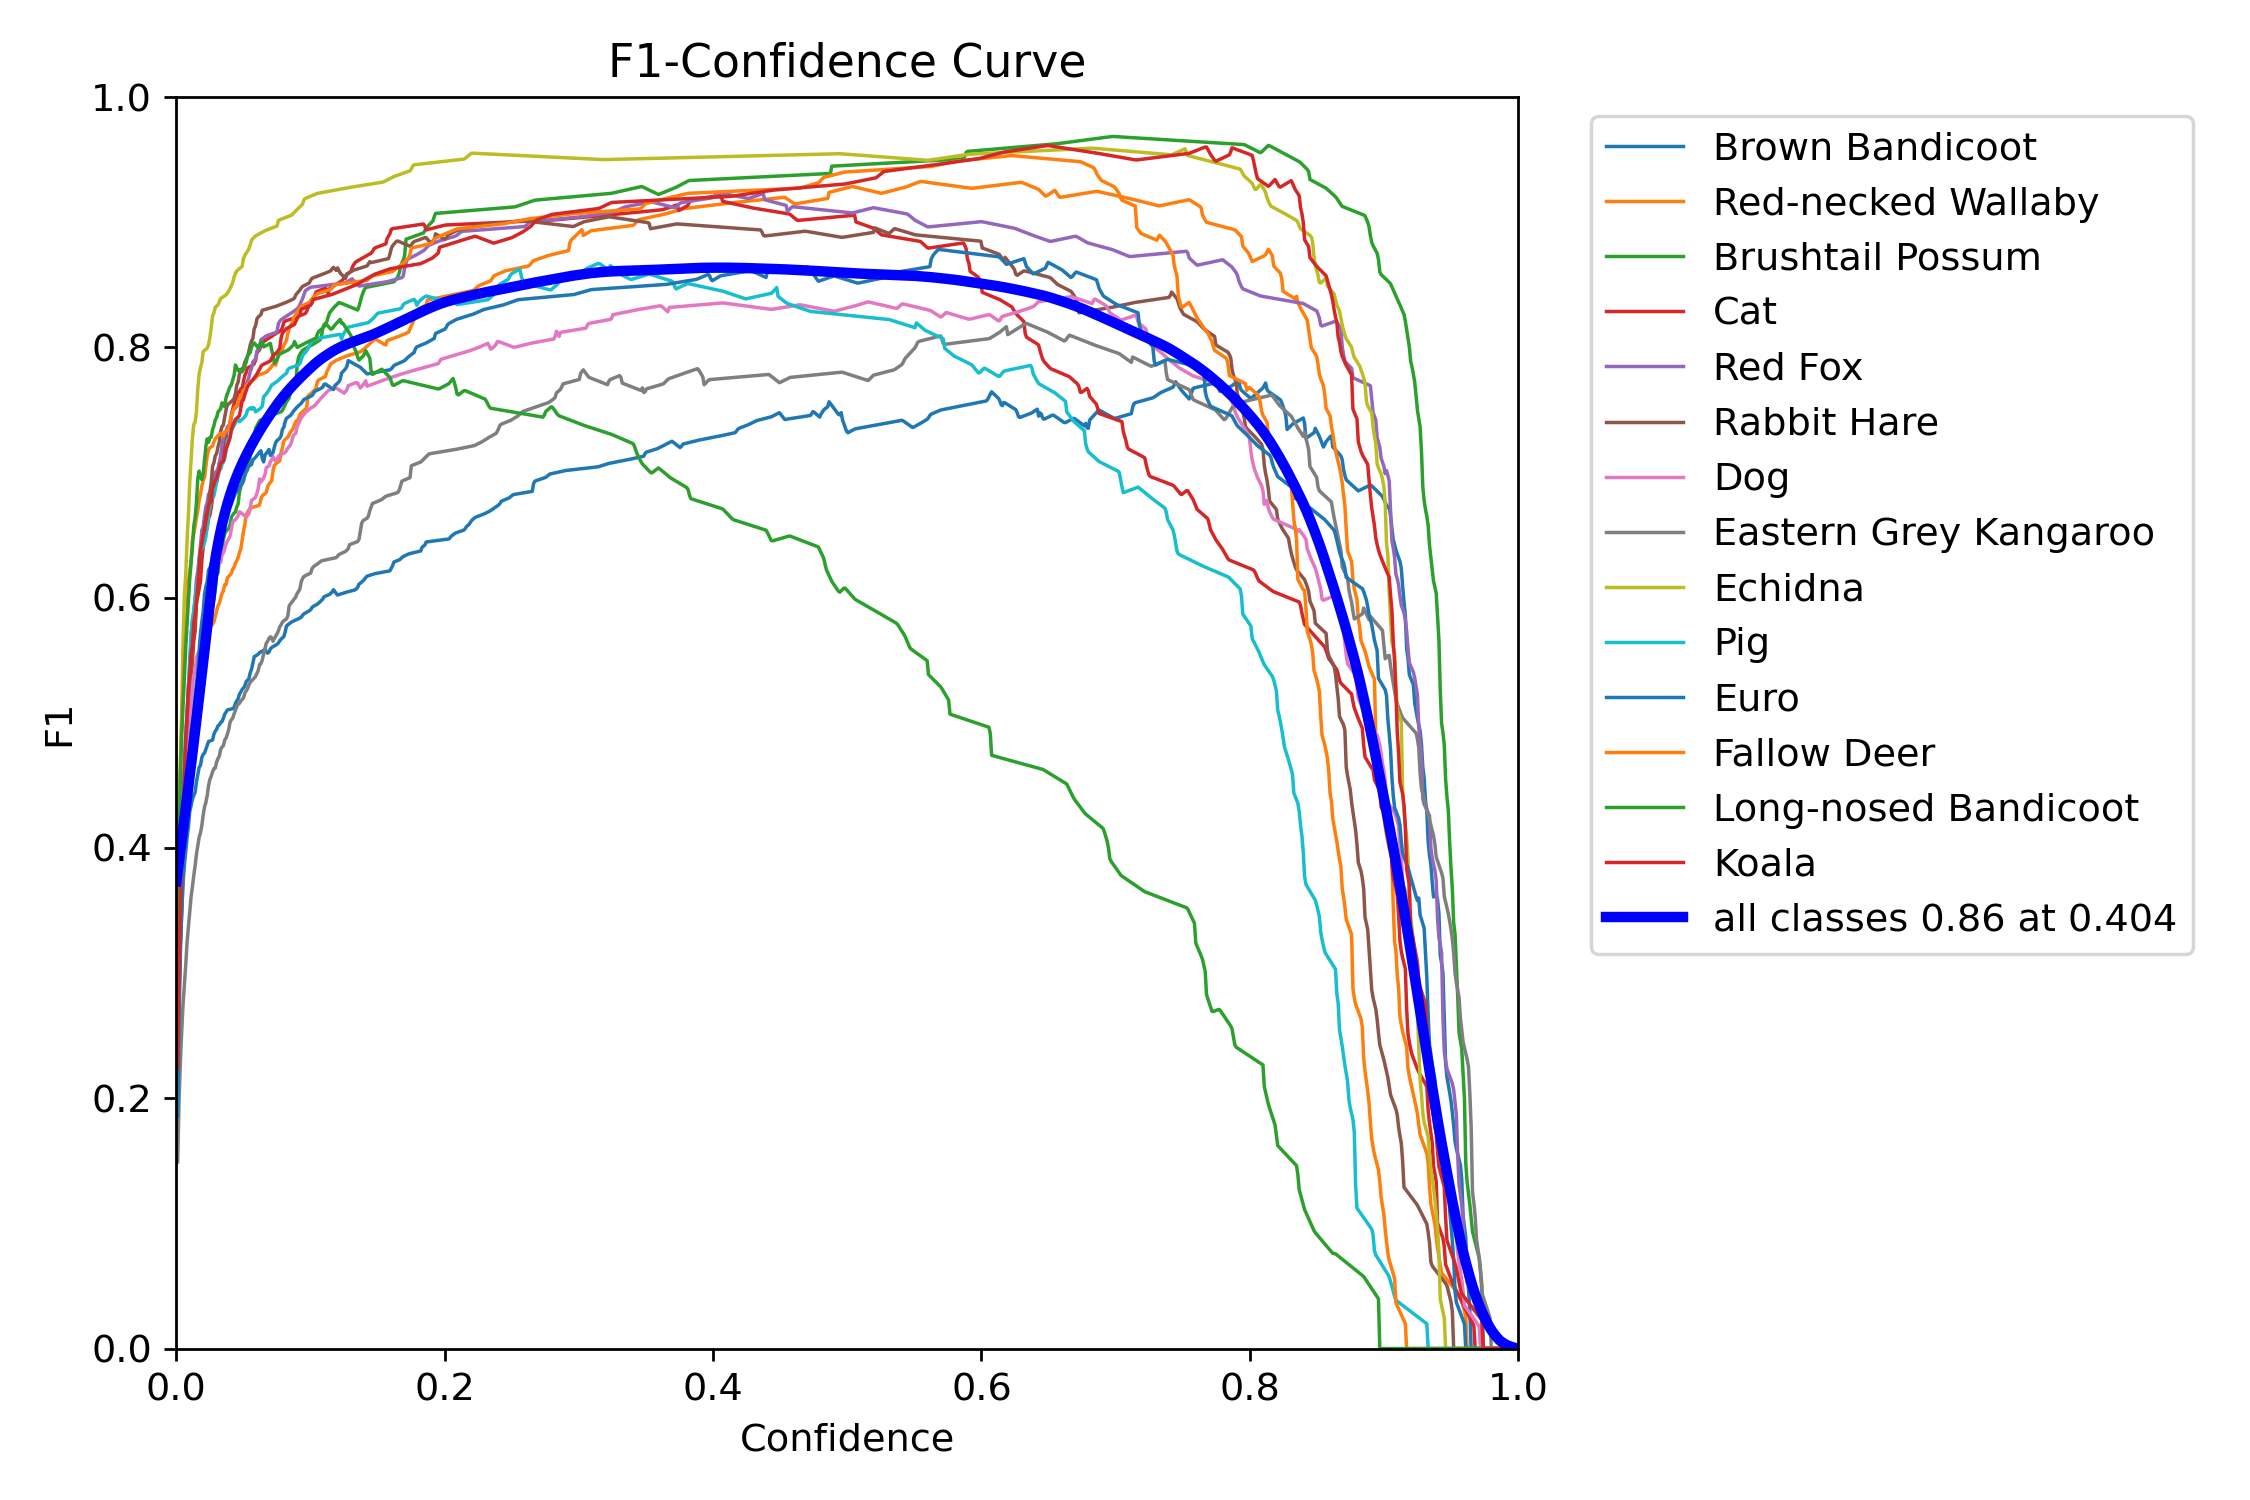 F1-Confidence Curve
1.0
0.8
0.6
0.4
0.2
0.0
F1
0.0 0.2 0.4 0.6 0.8 1.0
Confidence
Brown Bandicoot
Red-necked Wallaby
Brushtail Possum
Cat
Red Fox
Rabbit Hare
Dog
Eastern Grey Kangaroo
Echidna
Pig
Euro
Fallow Deer
Long-nosed Bandicoot
Koala
all classes 0.86 at 0.404